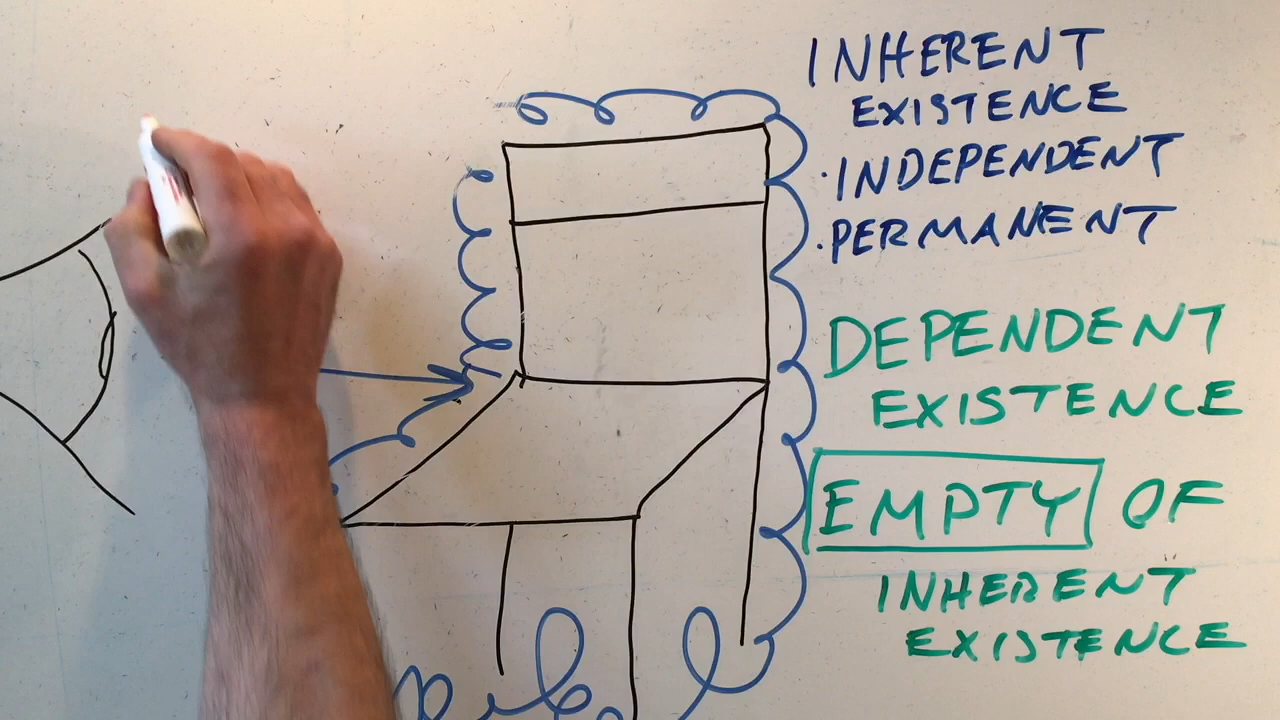 INHERENT
EXISTENCE
· INDEPENDENT
· PERMANENT
DEPENDENT
EXISTENCE
EMPTY OF
INHERENT
EXISTENCE